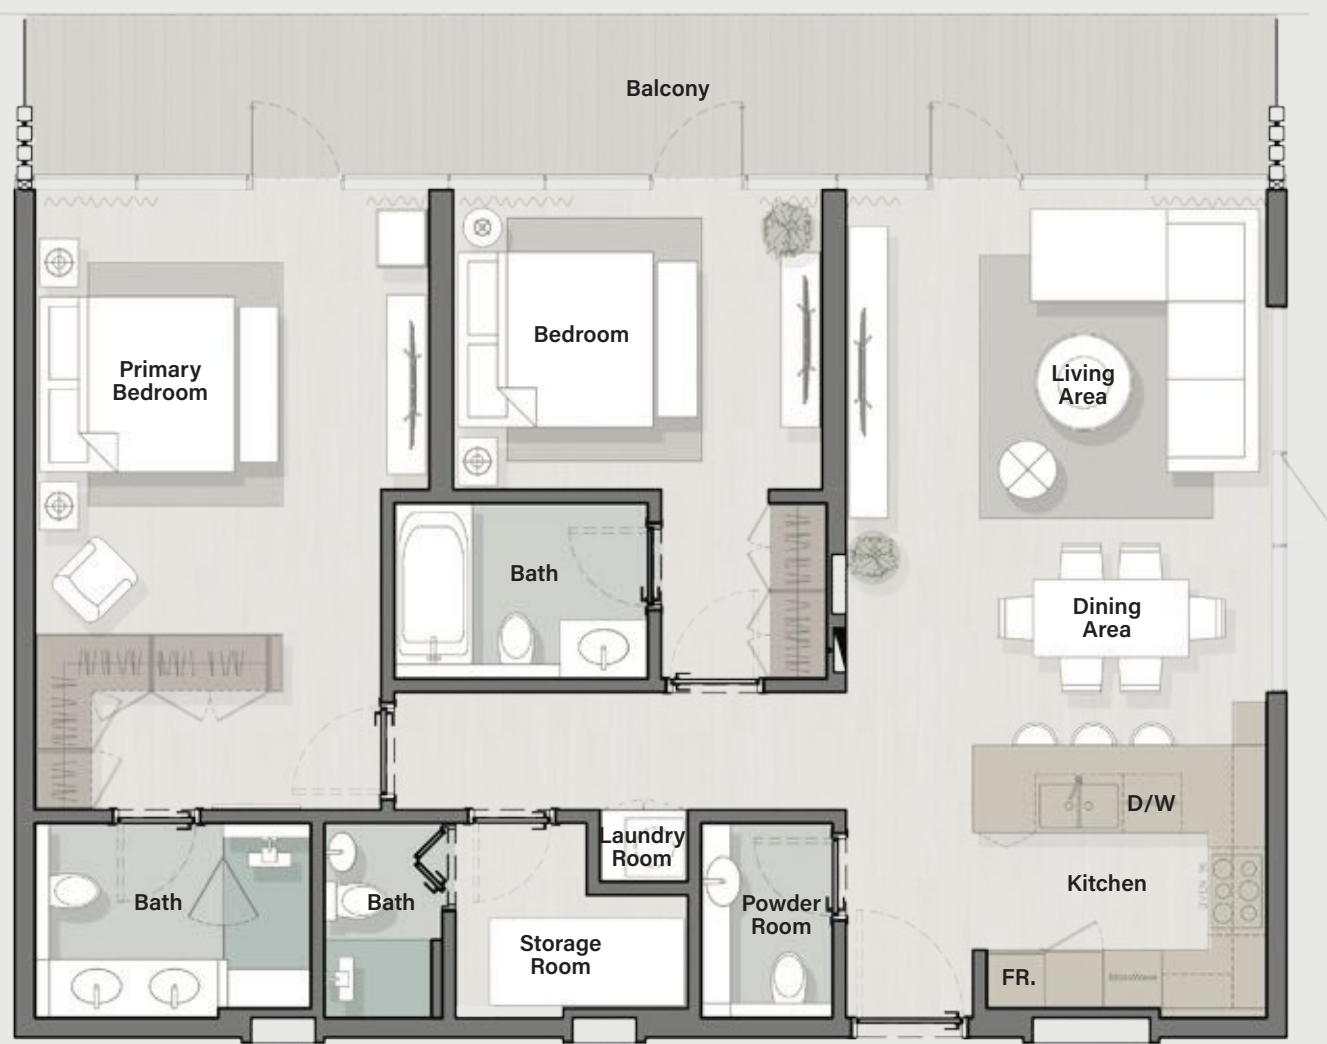 Balcony
Primary
Bedroom
Bedroom
Living
Area
Bath
Dining
Area
D/W
Laundry
Room
Kitchen
Bath
Bath
Powder
Room
Storage
Room
FR.
MicroWave